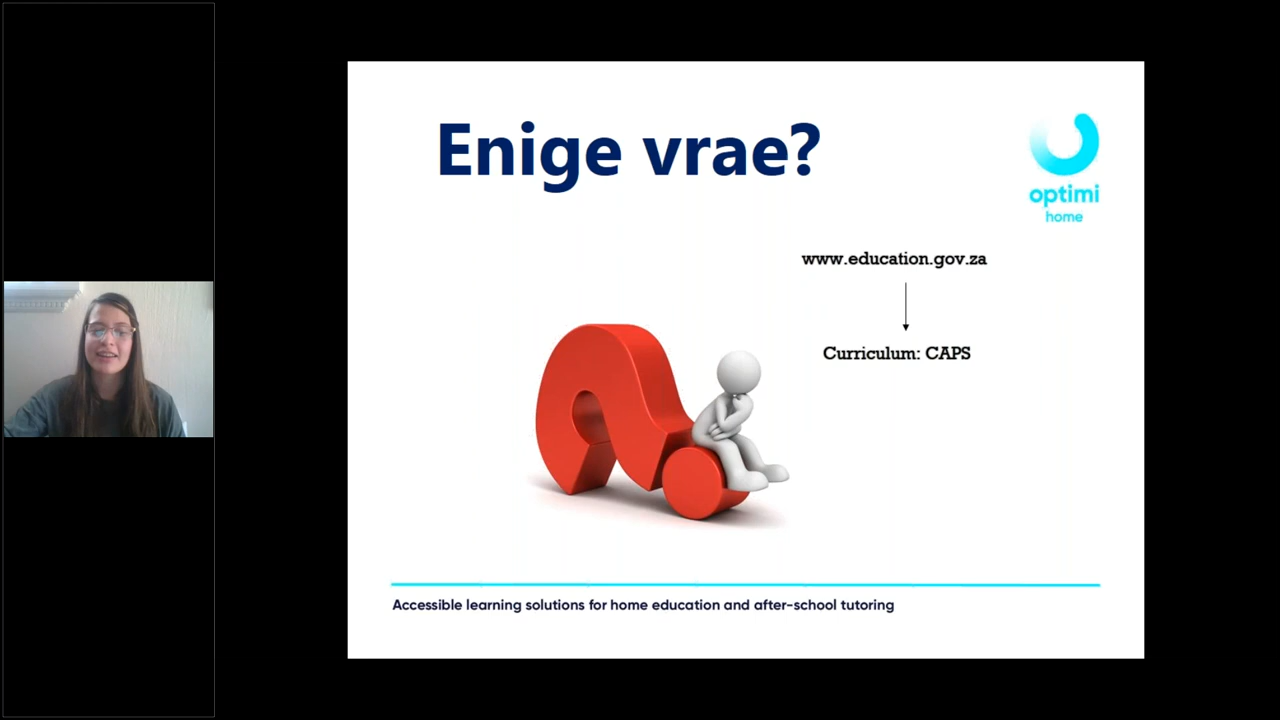 Enige vrae?
optimi
home
www.education.gov.za
Curriculum: CAPS
Accessible learning solutions for home education and after-school tutoring